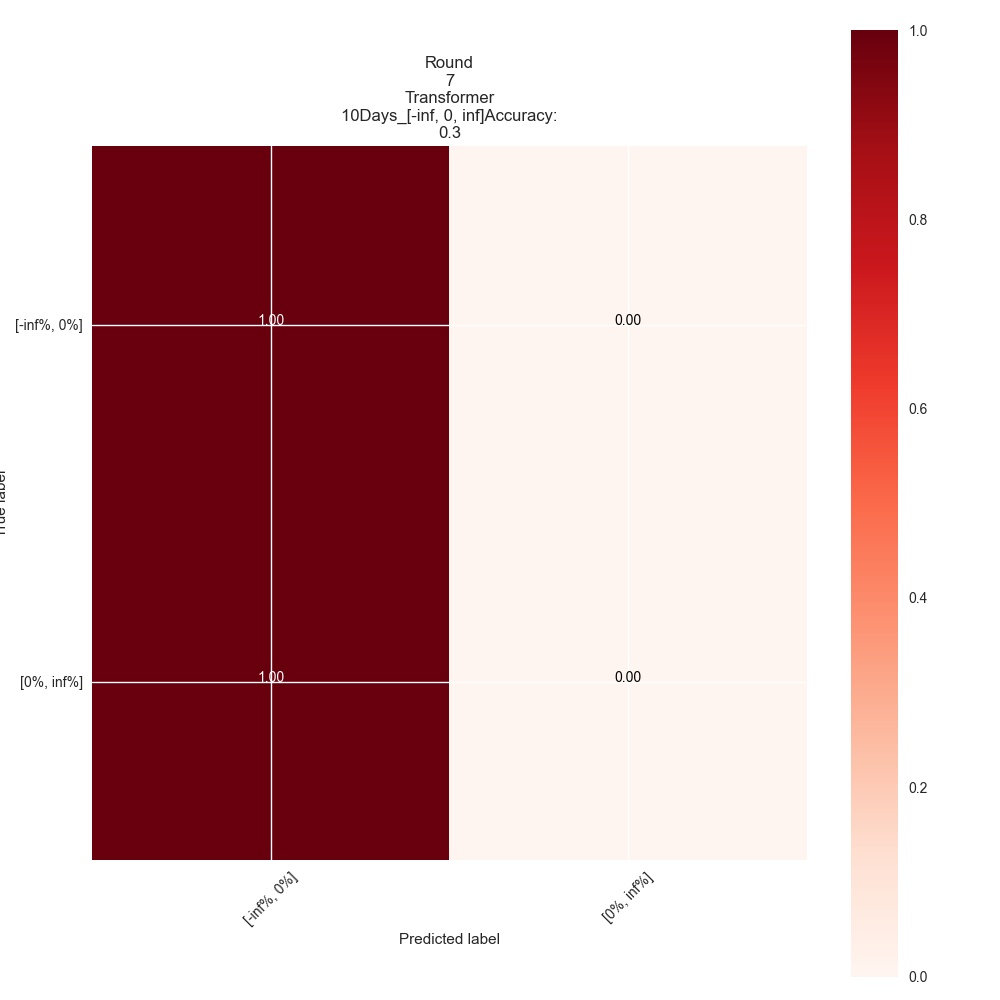 Round
7
Transformer
10Days_[-inf, 0, inf]Accuracy:
0.3
1.0
0.8
0.6
0.4
0.2
0.0
True label
[-inf%, 0%]
1.00
0.00
[0%, inf%]
1.00
0.00
[-inf%, 0%]
[0%, inf%]
Predicted label